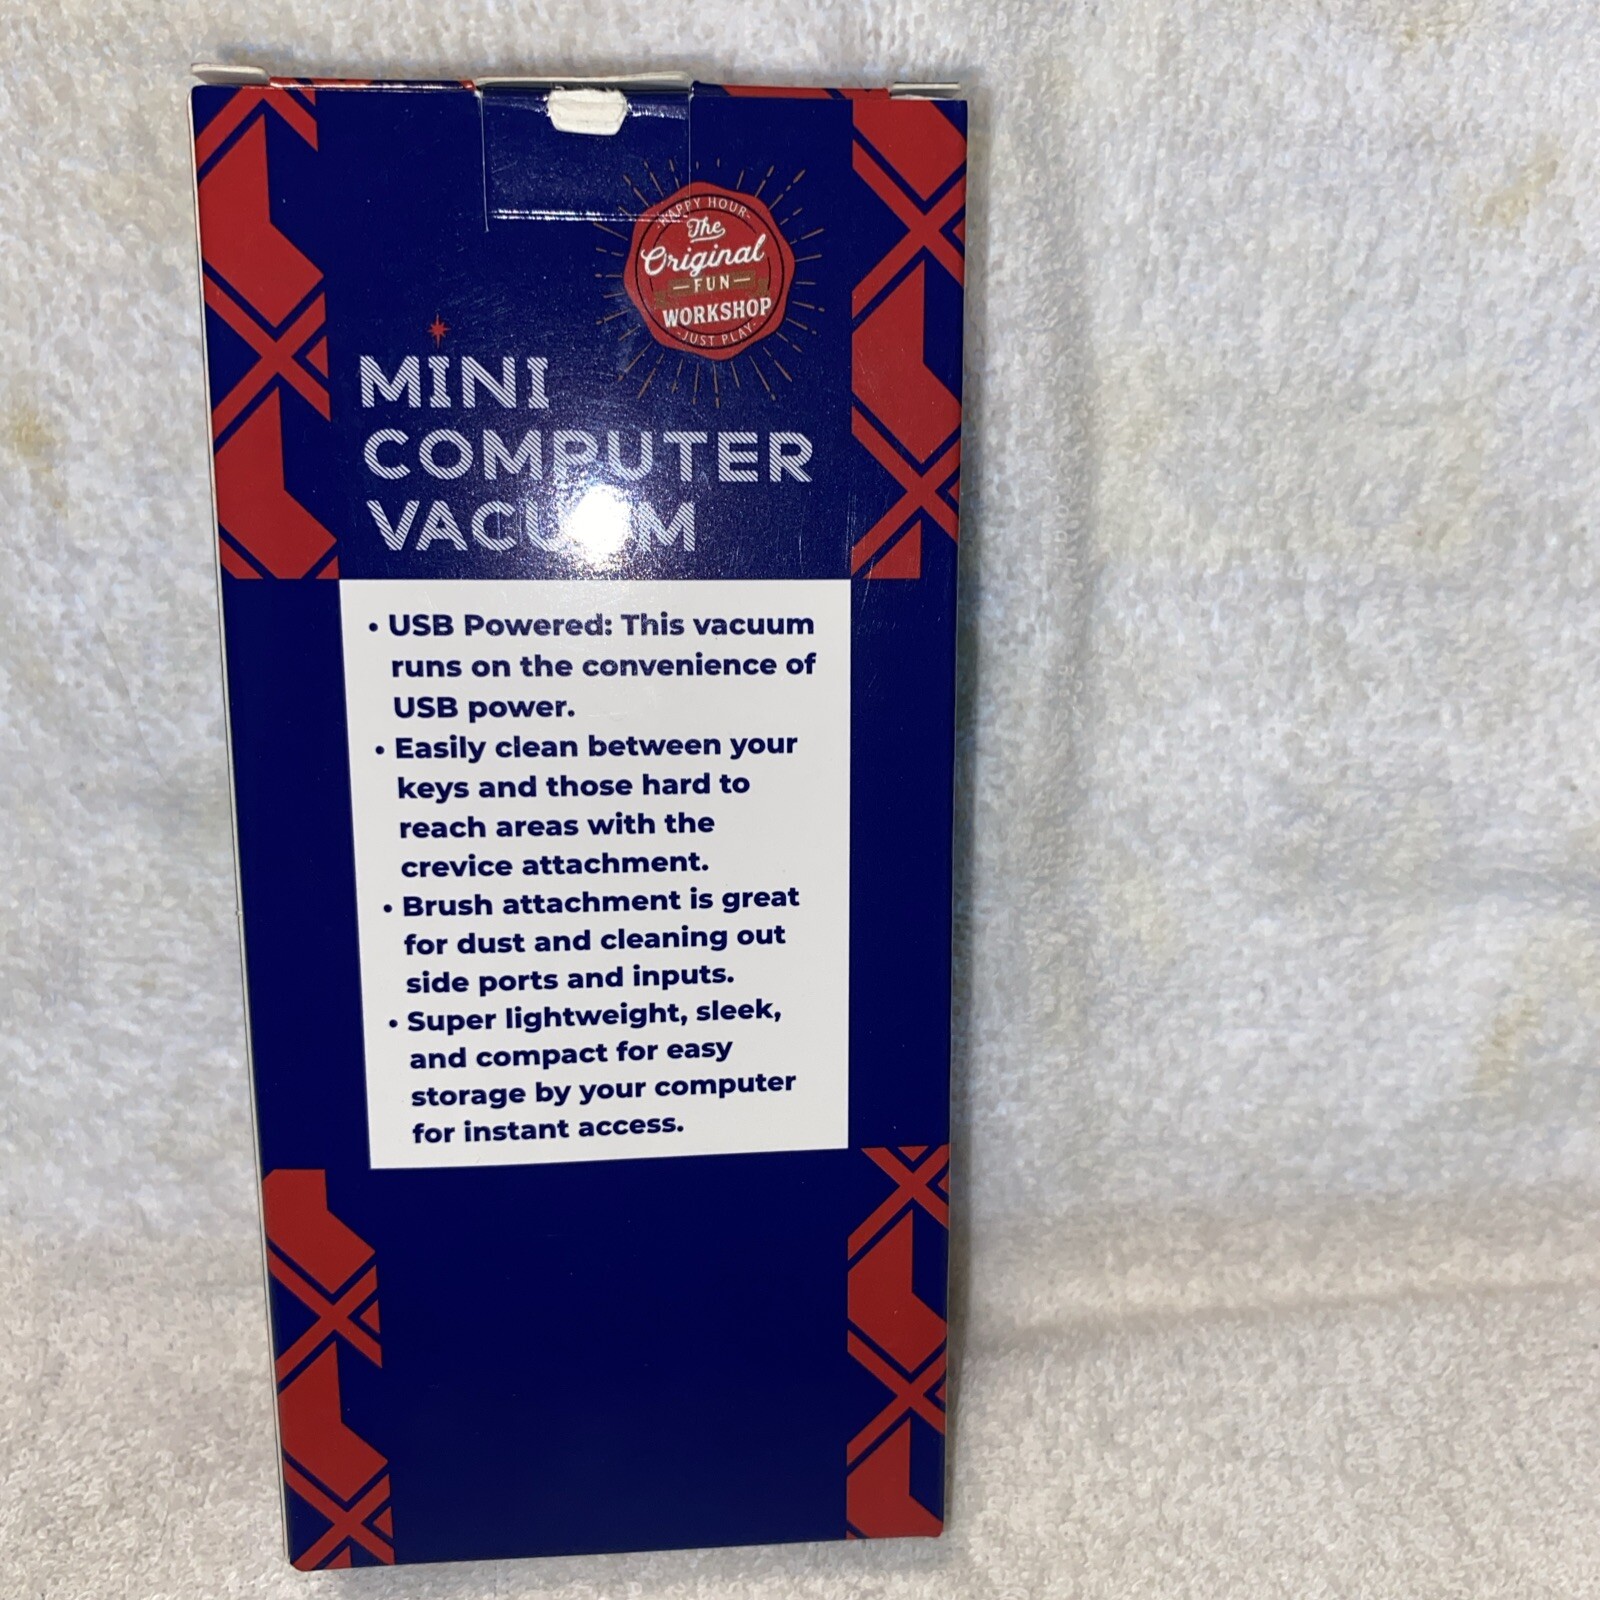 HAPPY HOUR
The
Original
FUN
WORKSHOP
JUST PLAY
MINI
COMPUTER
VACUUM
• USB Powered: This vacuum
runs on the convenience of
USB power.
• Easily clean between your
keys and those hard to
reach areas with the
crevice attachment.
• Brush attachment is great
for dust and cleaning out
side ports and inputs.
• Super lightweight, sleek,
and compact for easy
storage by your computer
for instant access.